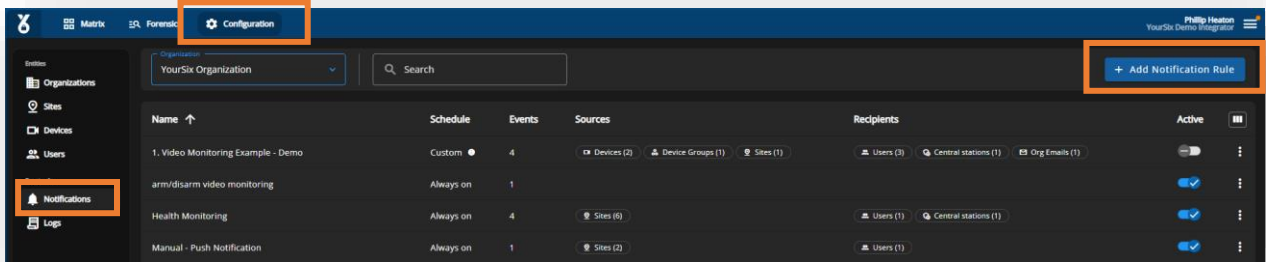 Matrix
Forensic
Configuration
Phillip Heaton
YourSix Demo Integrator
Entities
Organizations
Sites
Devices
Users
Notifications
Logs
Organization
YourSix Organization
Search
+ Add Notification Rule
Name Schedule Events Sources Recipients Active
1. Video Monitoring Example - Demo Custom 4 Devices (2) Device Groups (1) Sites (1) Users (3) Central stations (1) Org Emails (1)
arm/disarm video monitoring Always on 1
Health Monitoring Always on 4 Sites (6) Users (1) Central stations (1)
Manual - Push Notification Always on 1 Sites (2) Users (1)